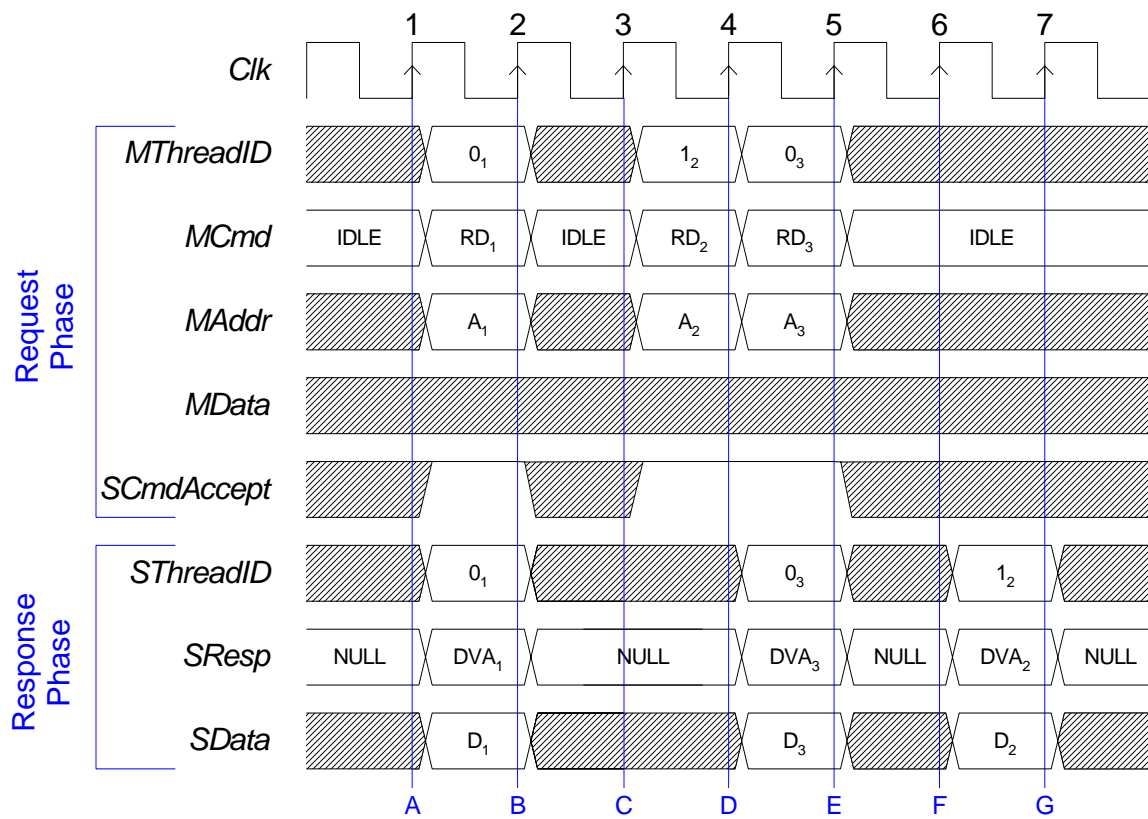 1 2 3 4 5 6 7
Clk
Request Phase
MThreadID 0₁ 1₂ 0₃
MCmd IDLE RD₁ IDLE RD₂ RD₃ IDLE
MAddr A₁ A₂ A₃
MData
SCmdAccept
Response Phase
SThreadID 0₁ 0₃ 1₂
SResp NULL DVA₁ NULL DVA₃ NULL DVA₂ NULL
SData D₁ D₃ D₂
A B C D E F G